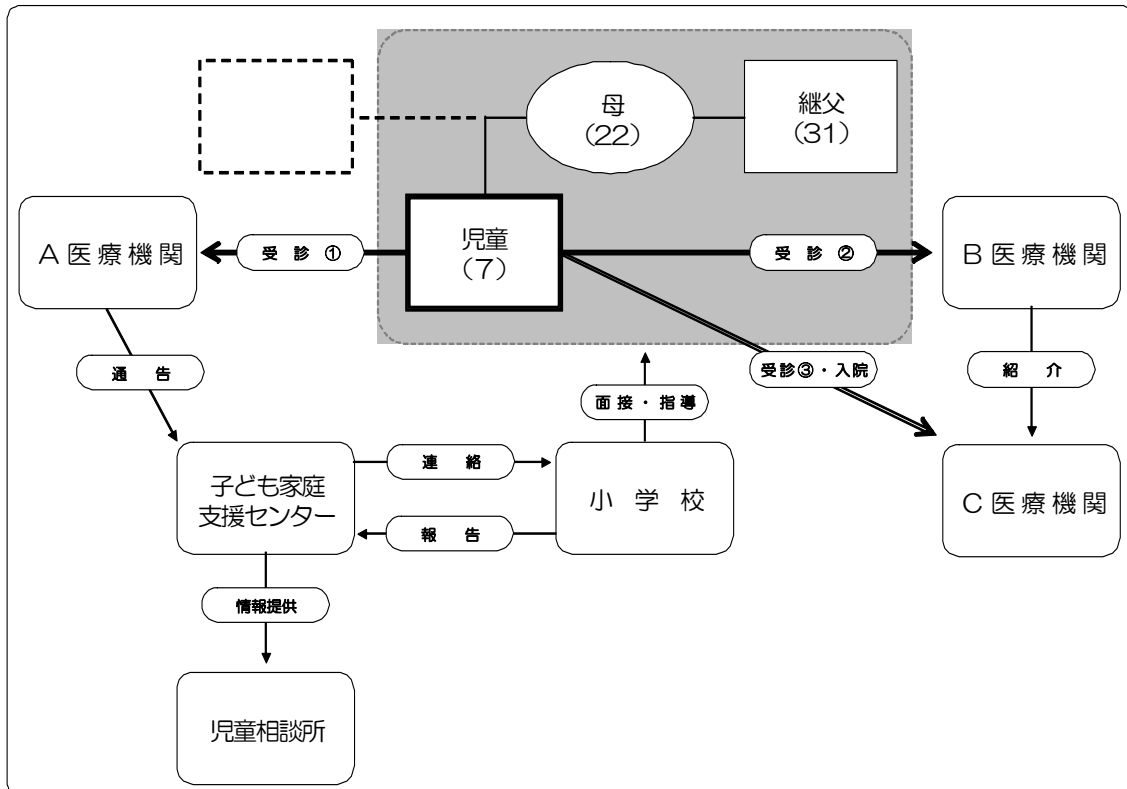 母
（22）
継父
（31）
A医療機関
受診①
児童
（7）
受診②
B医療機関
通告
面接・指導
受診③・入院
紹介
子ども家庭
支援センター
連絡
報告
小学校
C医療機関
情報提供
児童相談所